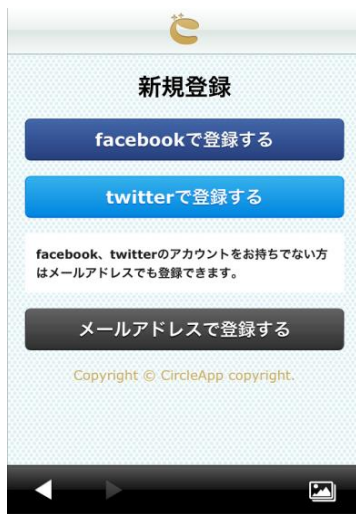 新規登録
facebookで登録する
twitterで登録する
facebook、twitterのアカウントをお持ちでない方
はメールアドレスでも登録できます。
メールアドレスで登録する
Copyright © CircleApp copyright.